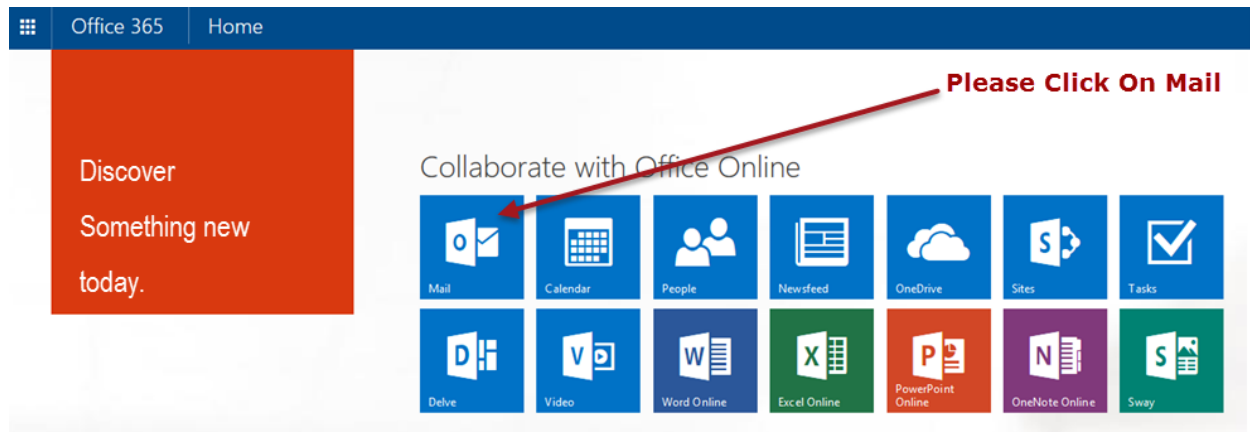 Office 365
Home
Please Click On Mail
Discover
Something new
today.
Collaborate with Office Online
O
Mail
Calendar
People
Newsfeed
OneDrive
S
Sites
Tasks
D
Delve
V
Video
W
Word Online
X
Excel Online
P
PowerPoint
Online
N
OneNote Online
S
Sway